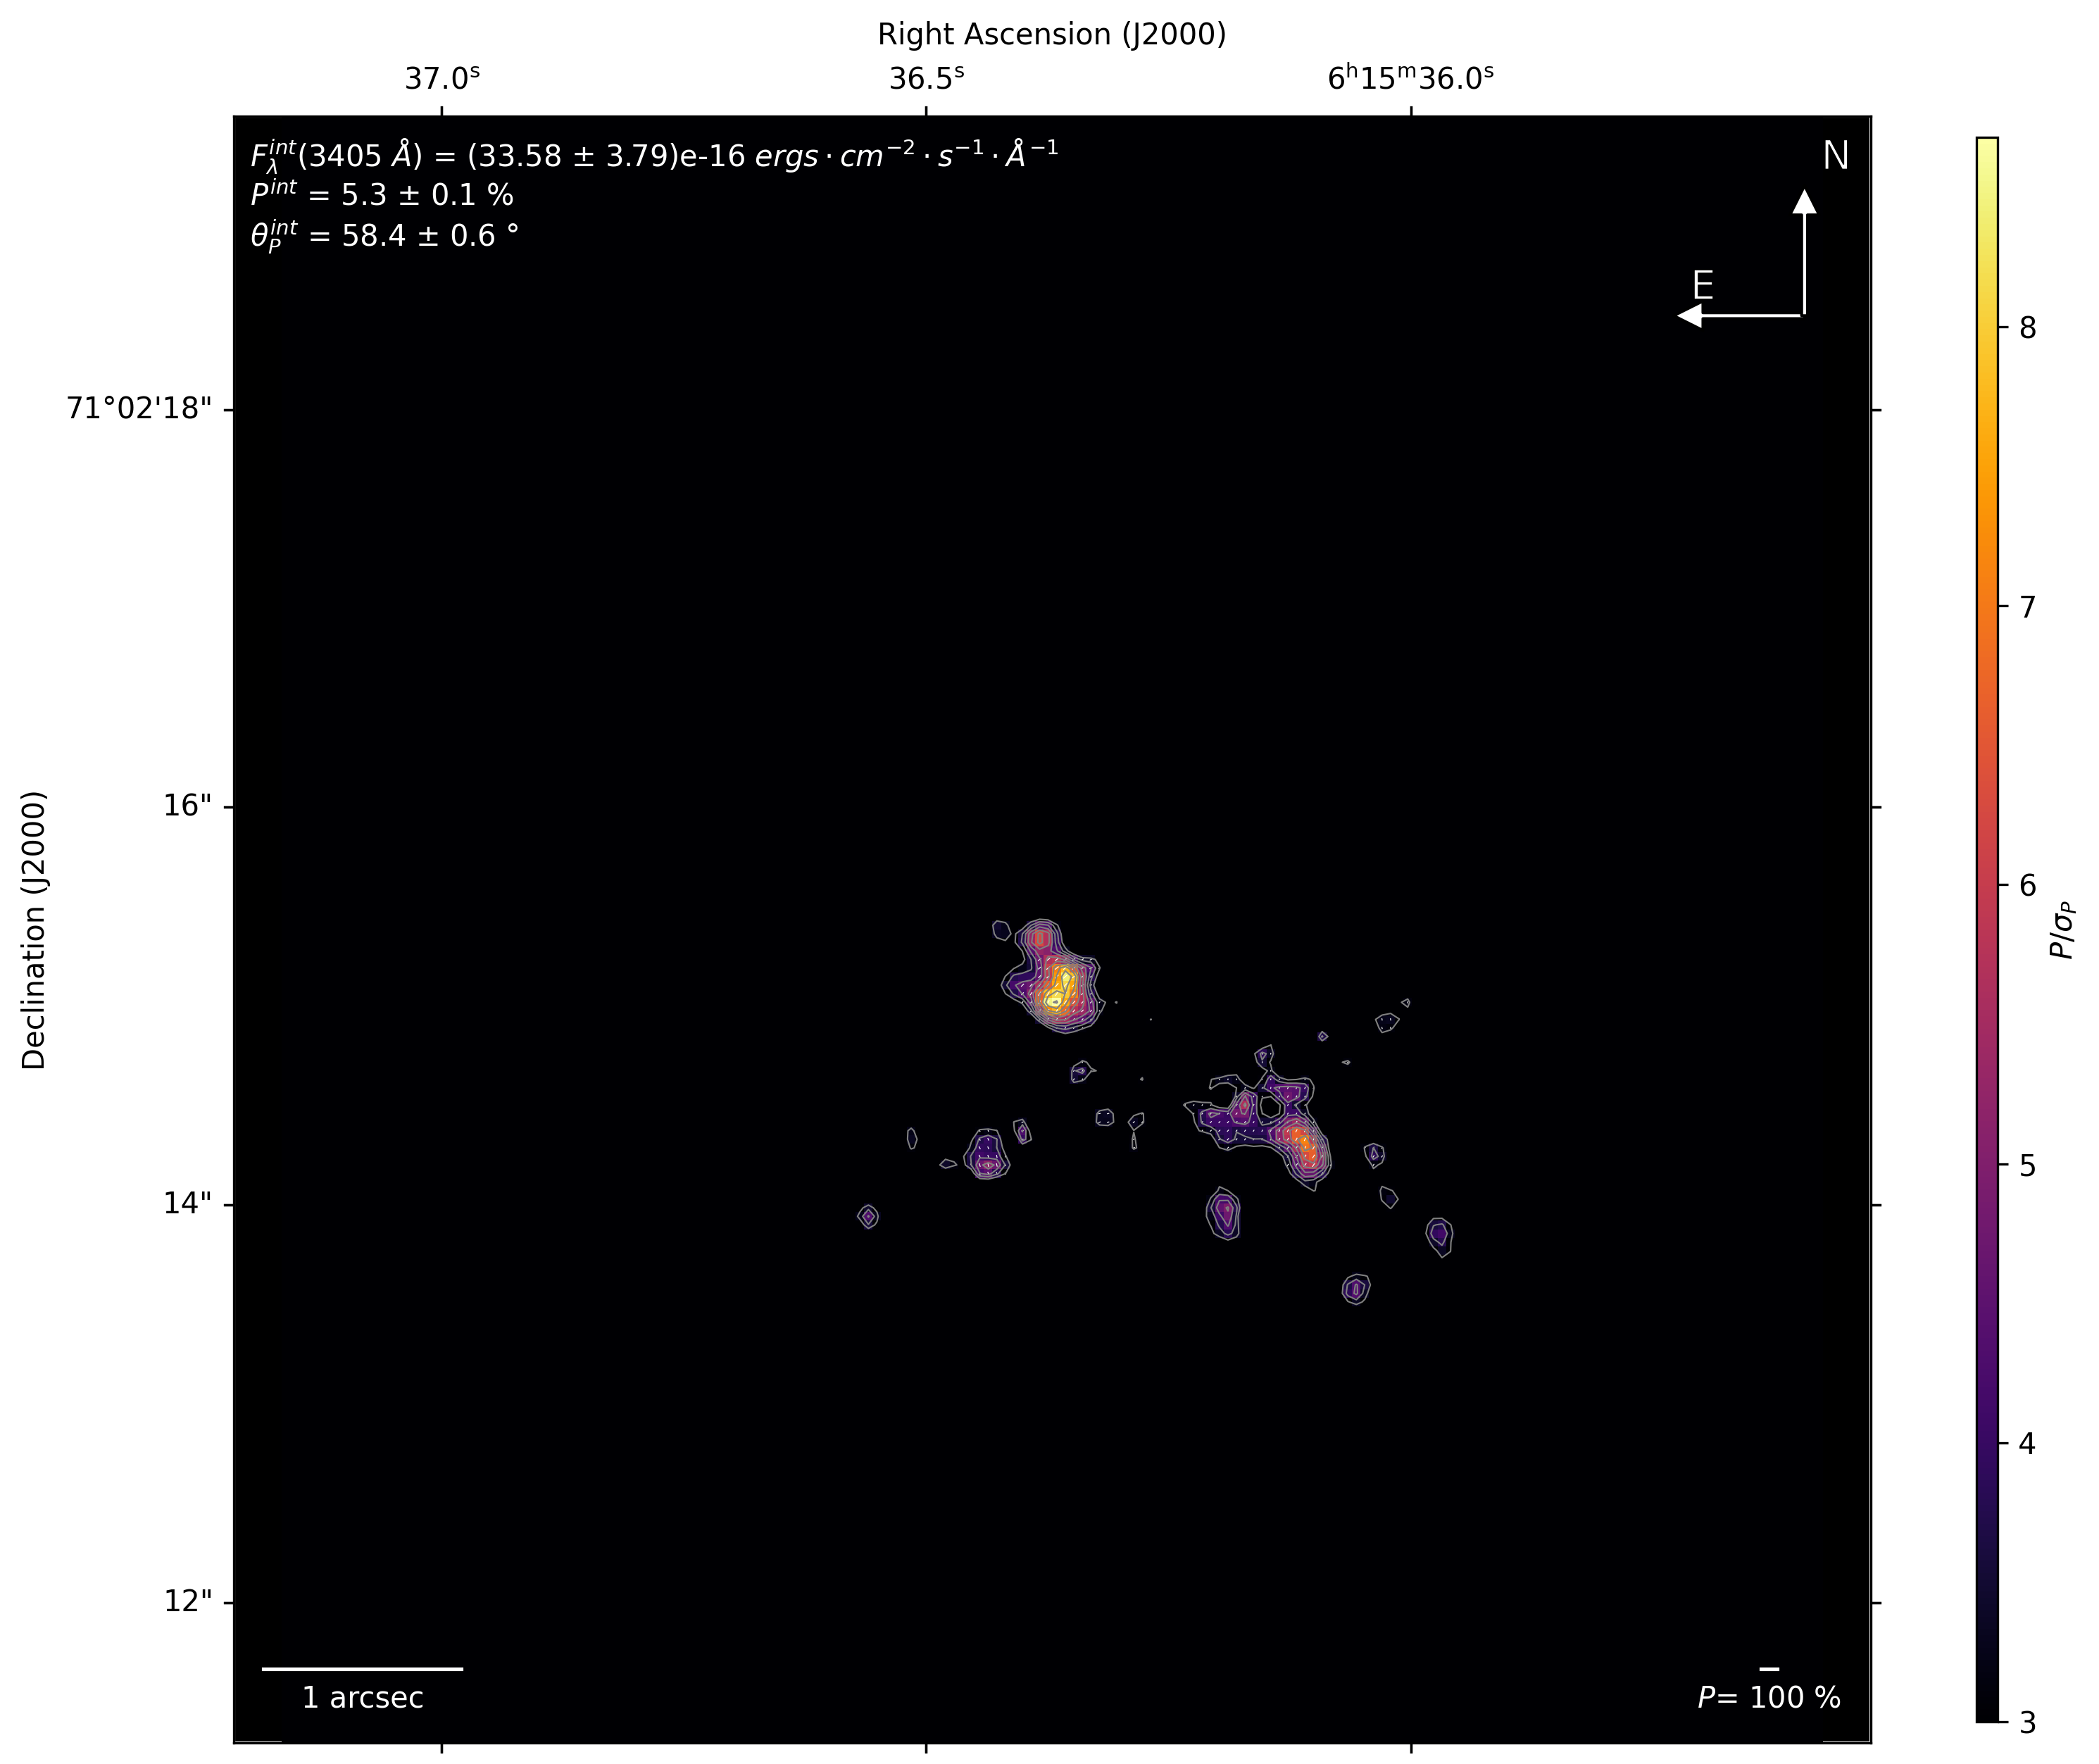 Right Ascension (J2000)
37.0ˢ 36.5ˢ 6ʰ15ᵐ36.0ˢ
F_λ^int(3405 Å) = (33.58 ± 3.79)e-16 ergs · cm⁻² · s⁻¹ · Å⁻¹
P^int = 5.3 ± 0.1 %
θ_P^int = 58.4 ± 0.6 °
N
E
71°02'18"
16"
14"
12"
Declination (J2000)
1 arcsec
P= 100 %
8
7
6
5
4
3
P/σ_P